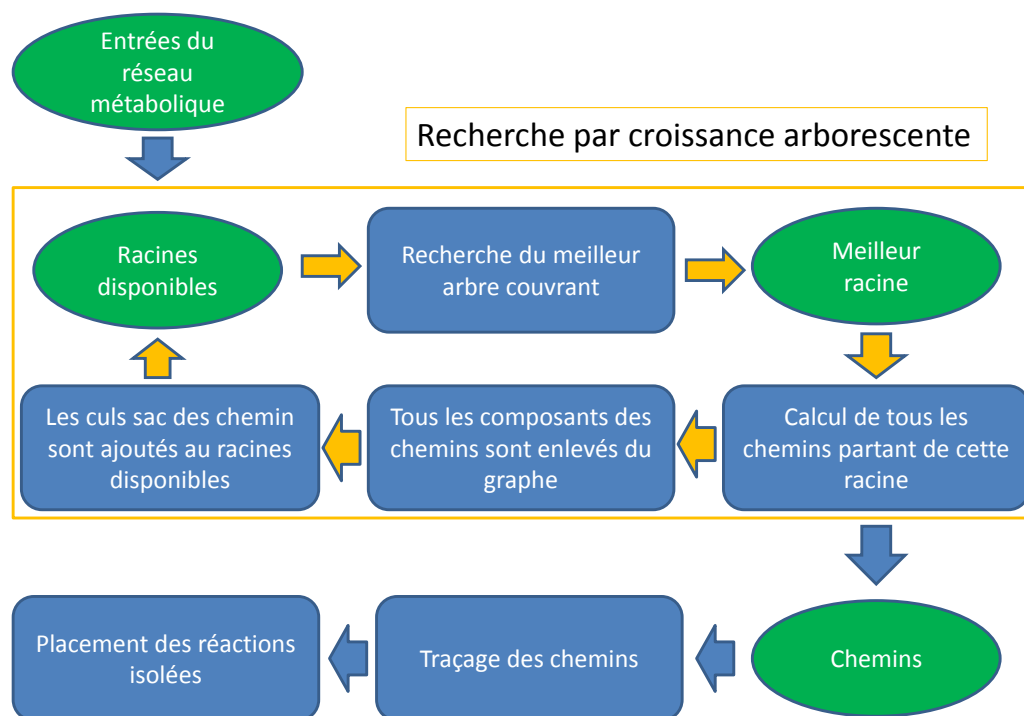 Entrées du
réseau
métabolique
Recherche par croissance arborescente
Racines
disponibles
Recherche du meilleur
arbre couvrant
Meilleur
racine
Les culs sac des chemin
sont ajoutés au racines
disponibles
Tous les composants des
chemins sont enlevés du
graphe
Calcul de tous les
chemins partant de cette
racine
Placement des réactions
isolées
Traçage des chemins
Chemins